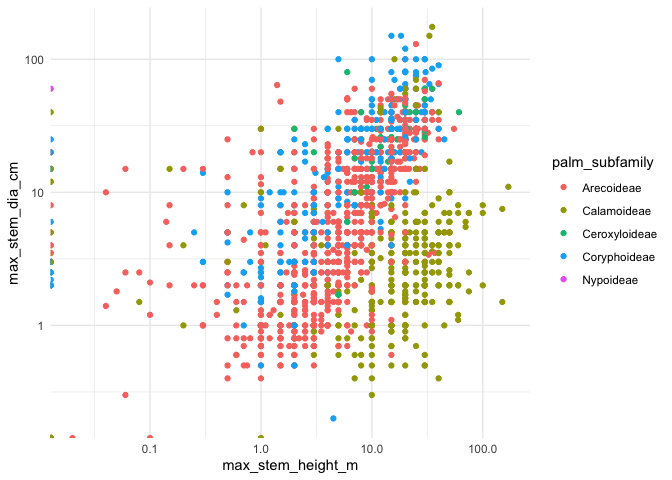 100
10
1
max_stem_dia_cm
0.1
1.0
10.0
100.0
max_stem_height_m
palm_subfamily
Arecoideae
Calamoideae
Ceroxyloideae
Coryphoideae
Nypoideae